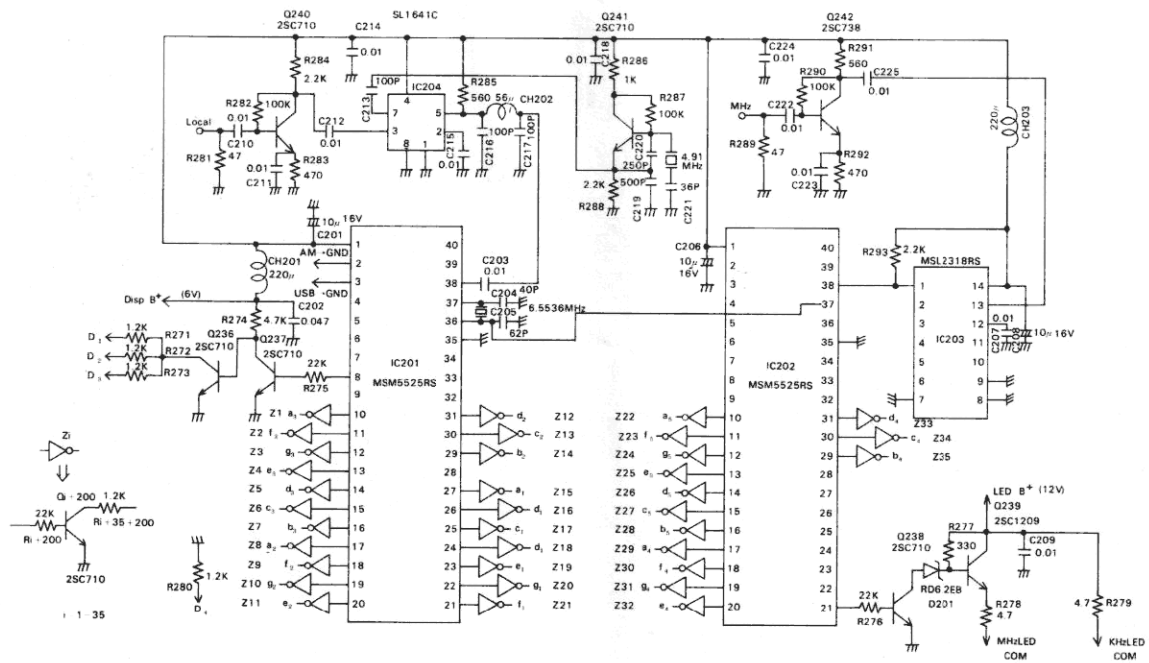 Q240
2SC710
C214
0.01
SL1641C
Q241
2SC710
C218
0.01
Q242
2SC738
C224
0.01
R284
2.2K
R282
100K
Local
0.01
C210
R281
47
0.01
C211
R283
470
C212
0.01
100P
C213
IC204
4
7
3
5
2
8
1
R285
560
56μ
CH202
C215
0.01
100P
C216
C217
100P
R286
1K
R287
100K
C220
250P
4.91
MHz
2.2K
R288
500P
C219
36P
C221
R291
560
R290
100K
C225
0.01
MHz
C222
0.01
R289
47
0.01
C223
R292
470
220μ
CH203
10μ 16V
C201
AM -GND
USB -GND
CH201
220μ
Disp B+ (6V)
R274
4.7K
C202
0.047
1.2K
D₁
R271
1.2K
D₂
R272
1.2K
D₃
R273
Q236
2SC710
Q237
2SC710
22K
R275
C203
0.01
40P
C204
C205
62P
6.5536MHz
IC201
MSM5525RS
1
2
3
4
5
6
7
8
9
10
11
12
13
14
15
16
17
18
19
20
40
39
38
37
36
35
34
33
32
31
30
29
28
27
26
25
24
23
22
21
Z1 a₃
Z2 f₃
Z3 g₃
Z4 e₃
Z5 d₃
Z6 c₃
Z7 b₃
Z8 a₂
Z9 f₂
Z10 g₂
Z11 e₂
d₂ Z12
c₂ Z13
b₂ Z14
a₁ Z15
d₁ Z16
c₁ Z17
d₁ Z18
e₁ Z19
g₁ Z20
f₁ Z21
C206
10μ
16V
IC202
MSM5525RS
1
2
3
4
5
6
7
8
9
10
11
12
13
14
15
16
17
18
19
20
40
39
38
37
36
35
34
33
32
31
30
29
28
27
26
25
24
23
22
21
Z22 a₅
Z23 f₅
Z24 g₅
Z25 e₅
Z26 d₅
Z27 c₅
Z28 b₅
Z29 a₄
Z30 f₄
Z31 g₄
Z32 e₄
d₄ Z33
c₄ Z34
b₄ Z35
R293
2.2K
MSL2318RS
IC203
1
2
3
4
5
6
7
14
13
12
11
10
9
8
0.01
C207
C208
10μ 16V
Zi
Qi+200
1.2K
22K
Ri+200
Ri+35+200
2SC710
1-35
R280
1.2K
LED B+ (12V)
Q239
2SC1209
R277
330
C209
0.01
Q238
2SC710
RD6.2EB
D201
22K
R276
R278
4.7
4.7
R279
MHzLED
COM
KHzLED
COM